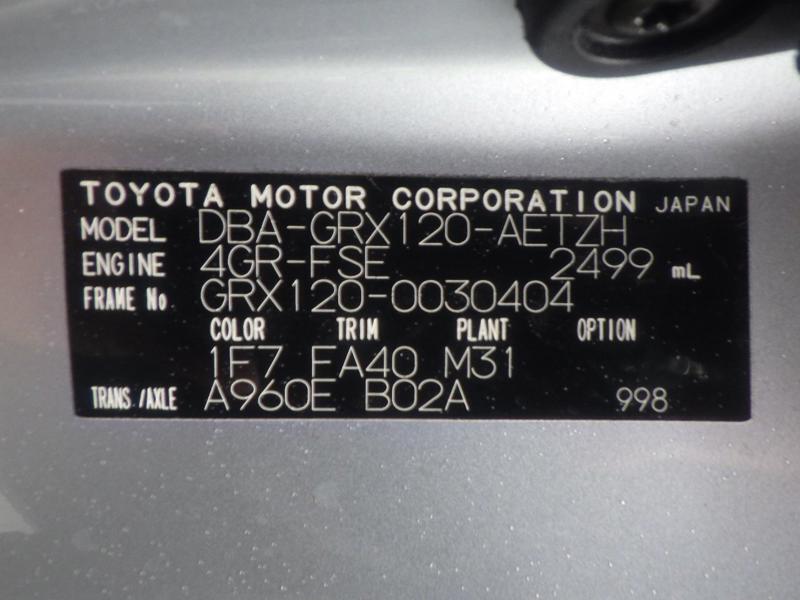 TOYOTA MOTOR CORPORATION JAPAN
MODEL DBA-GRX120-AETZH
ENGINE 4GR-FSE 2499 mL
FRAME No. GRX120-0030404
COLOR TRIM PLANT OPTION
1F7 FA40 M31
TRANS./AXLE A960E B02A 998